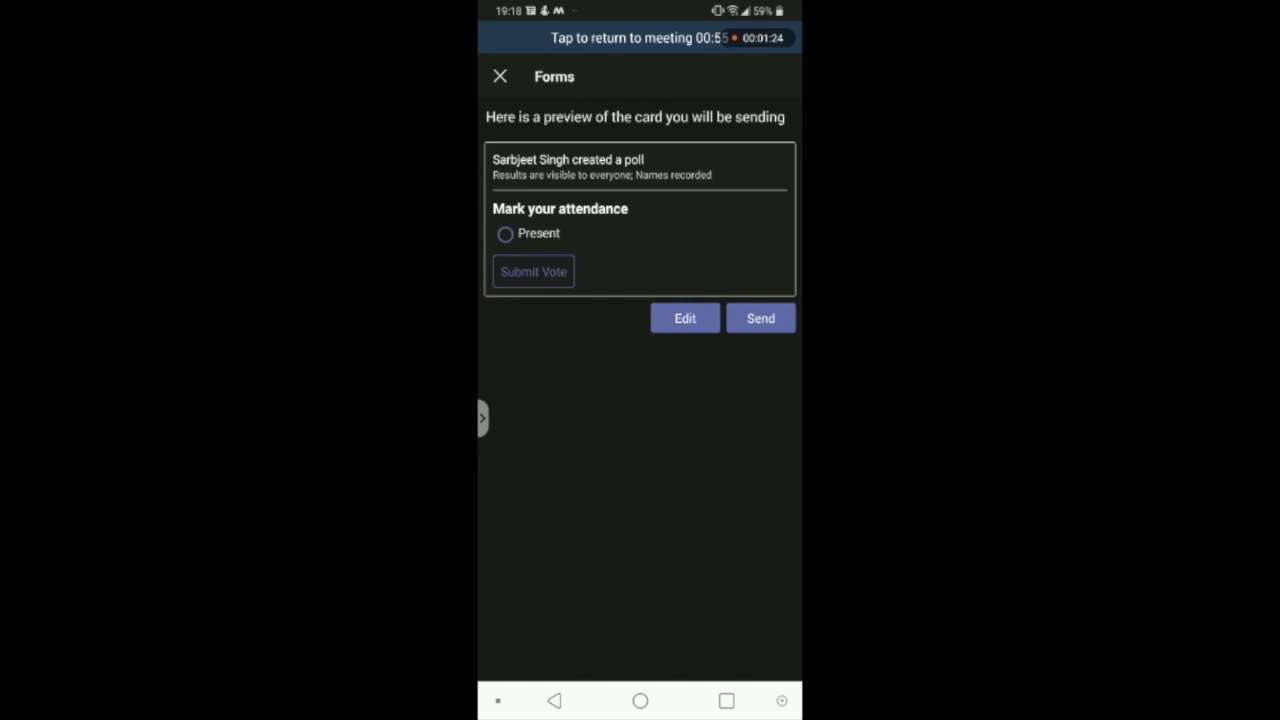 19:18 59%
Tap to return to meeting 00:55 00:01:24
Forms
Here is a preview of the card you will be sending
Sarbjeet Singh created a poll
Results are visible to everyone; Names recorded
Mark your attendance
Present
Submit Vote
Edit Send